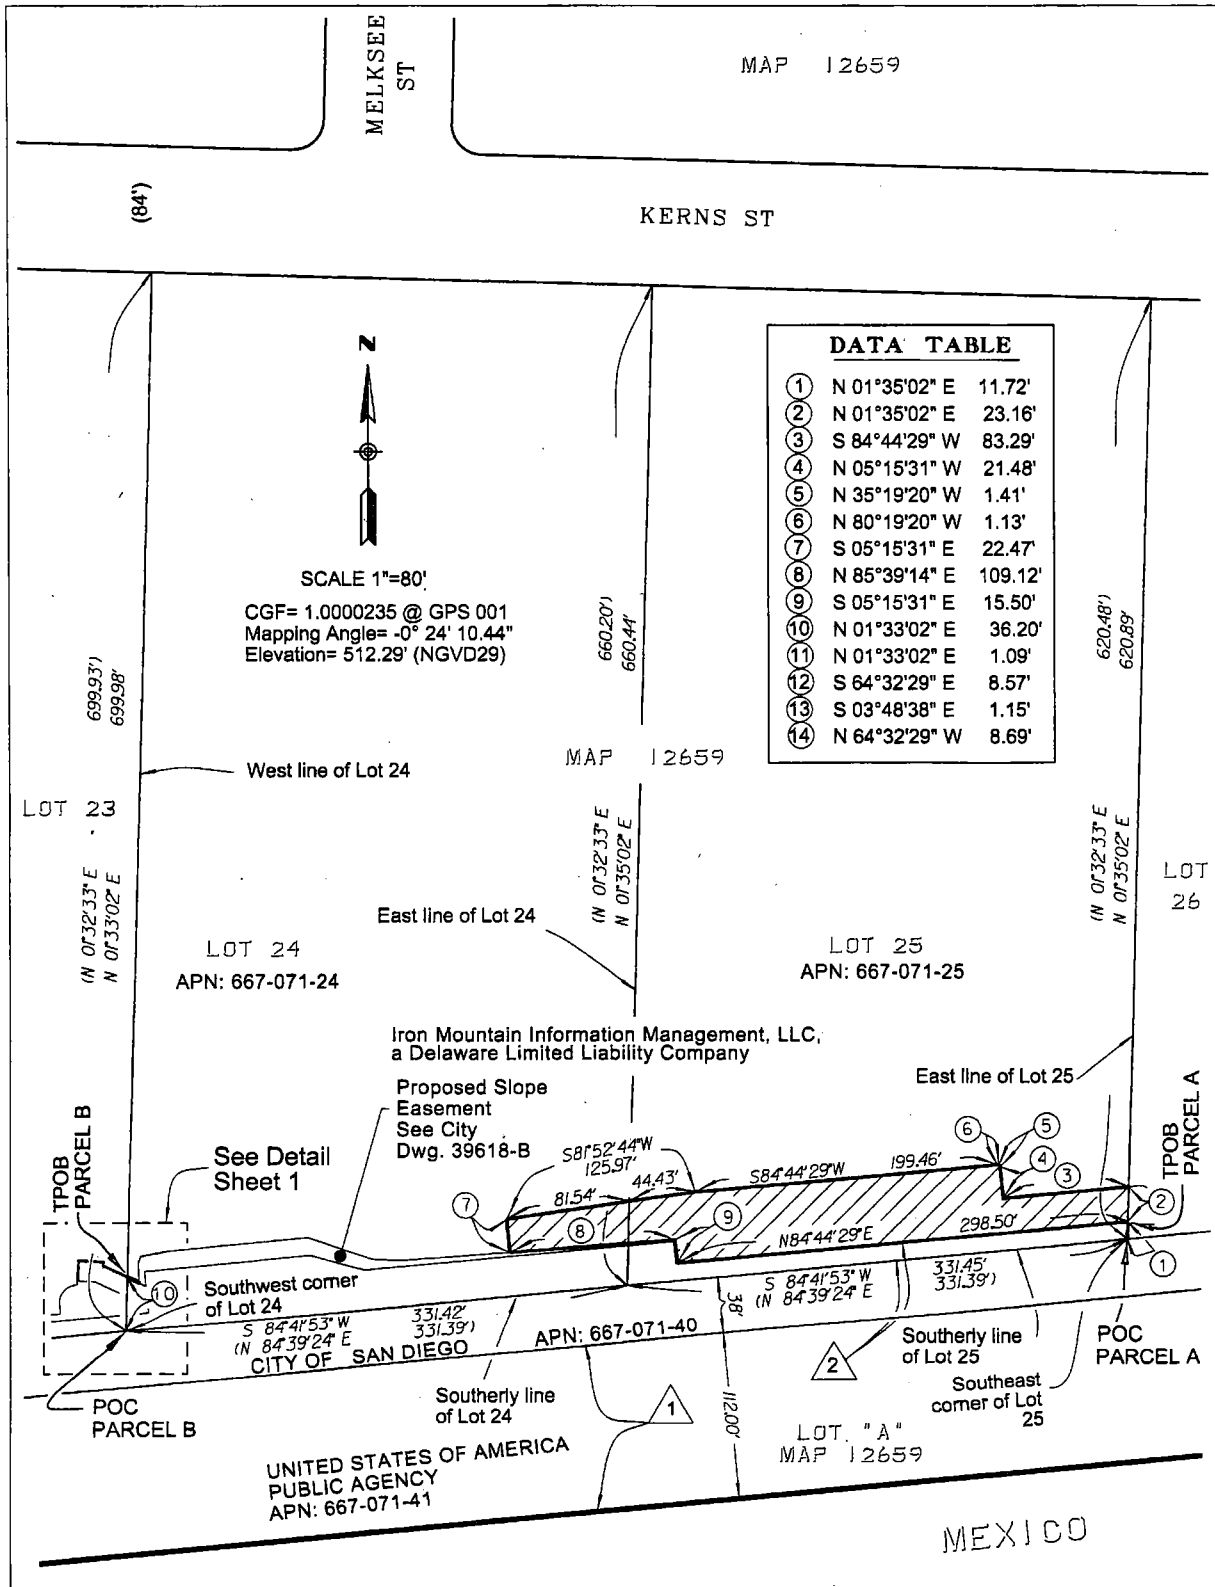 MELKSEE
ST
MAP 12659
(84')
KERNS ST
N
SCALE 1"=80'
CGF= 1.0000235 @ GPS 001
Mapping Angle= -0° 24' 10.44"
Elevation= 512.29' (NGVD29)
DATA TABLE
1 N 01°35'02" E 11.72'
2 N 01°35'02" E 23.16'
3 S 84°44'29" W 83.29'
4 N 05°15'31" W 21.48'
5 N 35°19'20" W 1.41'
6 N 80°19'20" W 1.13'
7 S 05°15'31" E 22.47'
8 N 85°39'14" E 109.12'
9 S 05°15'31" E 15.50'
10 N 01°33'02" E 36.20'
11 N 01°33'02" E 1.09'
12 S 64°32'29" E 8.57'
13 S 03°48'38" E 1.15'
14 N 64°32'29" W 8.69'
699.93')
699.98'
660.20')
660.44'
620.48')
620.89'
West line of Lot 24
MAP 12659
LOT 23
(N 01°32'33" E
N 01°33'02" E
(N 01°32'33" E
N 01°35'02" E
(N 01°32'33" E
N 01°35'02" E
LOT
26
East line of Lot 24
LOT 24
APN: 667-071-24
LOT 25
APN: 667-071-25
Iron Mountain Information Management, LLC,
a Delaware Limited Liability Company
East line of Lot 25
Proposed Slope
Easement
See City
Dwg. 39618-B
TPOB
PARCEL B
See Detail
Sheet 1
TPOB
PARCEL A
S81°52'44"W
125.97'
81.54'
44.43'
S84°44'29"W
199.46'
6
5
4
3
2
7
8
9
N84°44'29"E
298.50'
1
10
Southwest corner
of Lot 24
S 84°41'53" W 331.42'
(N 84°39'24" E 331.39')
CITY OF SAN DIEGO
APN: 667-071-40
38'
S 84°41'53" W 331.45'
(N 84°39'24" E 331.39')
Southerly line
of Lot 25
POC
PARCEL A
2
Southeast
corner of Lot
25
POC
PARCEL B
Southerly line
of Lot 24
1
112.00'
LOT "A"
MAP 12659
UNITED STATES OF AMERICA
PUBLIC AGENCY
APN: 667-071-41
MEXICO